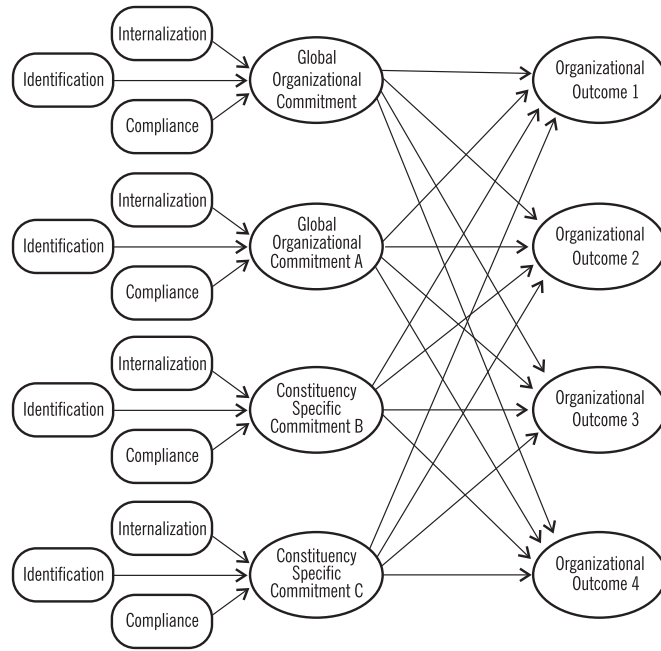 Internalization
Identification
Compliance
Global
Organizational
Commitment
Organizational
Outcome 1
Internalization
Identification
Compliance
Global
Organizational
Commitment A
Organizational
Outcome 2
Internalization
Identification
Compliance
Constituency
Specific
Commitment B
Organizational
Outcome 3
Internalization
Identification
Compliance
Constituency
Specific
Commitment C
Organizational
Outcome 4